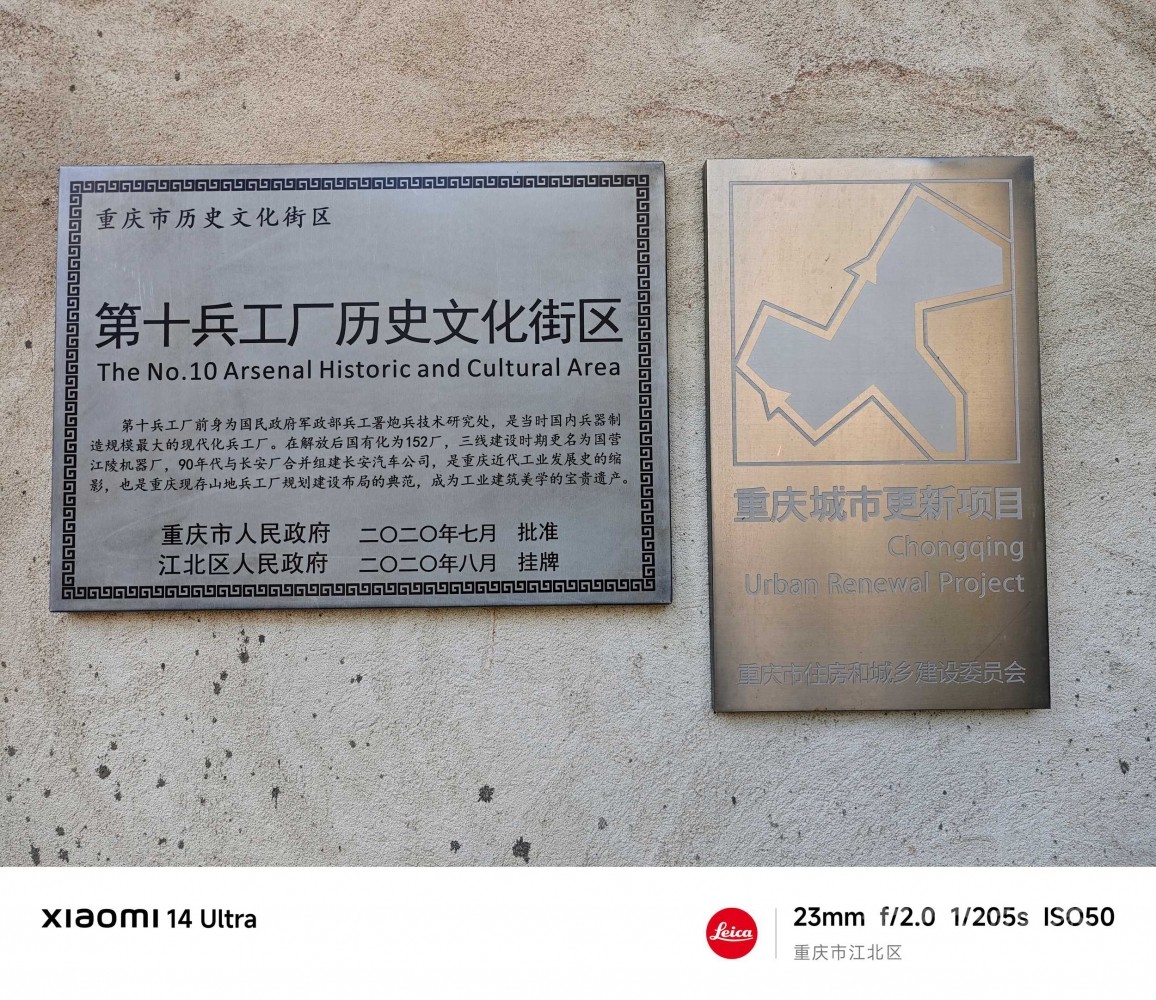 重庆市历史文化街区
第十兵工厂历史文化街区
The No.10 Arsenal Historic and Cultural Area
第十兵工厂前身为国民政府军政部兵工署炮兵技术研究处，是当时国内兵器制
造规模最大的现代化兵工厂。在解放后国有化为152厂，三线建设时期更名为国营
江陵机器厂，90年代与长安厂合并组建长安汽车公司，是重庆近代工业发展史的缩
影，也是重庆现存山地兵工厂规划建设布局的典范，成为工业建筑美学的宝贵遗产。
重庆市人民政府 二〇二〇年七月 批准
江北区人民政府 二〇二〇年八月 挂牌
重庆城市更新项目
Chongqing
Urban Renewal Project
重庆市住房和城乡建设委员会
xiaomi 14 Ultra
Leica
23mm f/2.0 1/205s ISO50
重庆市江北区